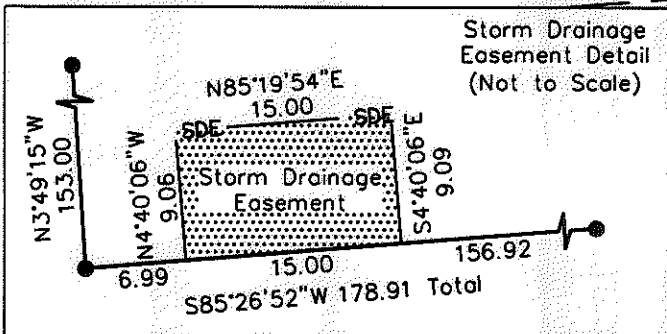 Storm Drainage
Easement Detail
(Not to Scale)
N85°19'54"E
15.00
SDE
SDE
N3°49'15"W
153.00
N4°40'06"W
9.06
Storm Drainage
Easement
S4°40'06"E
9.09
6.99
15.00
156.92
S85°26'52"W 178.91 Total